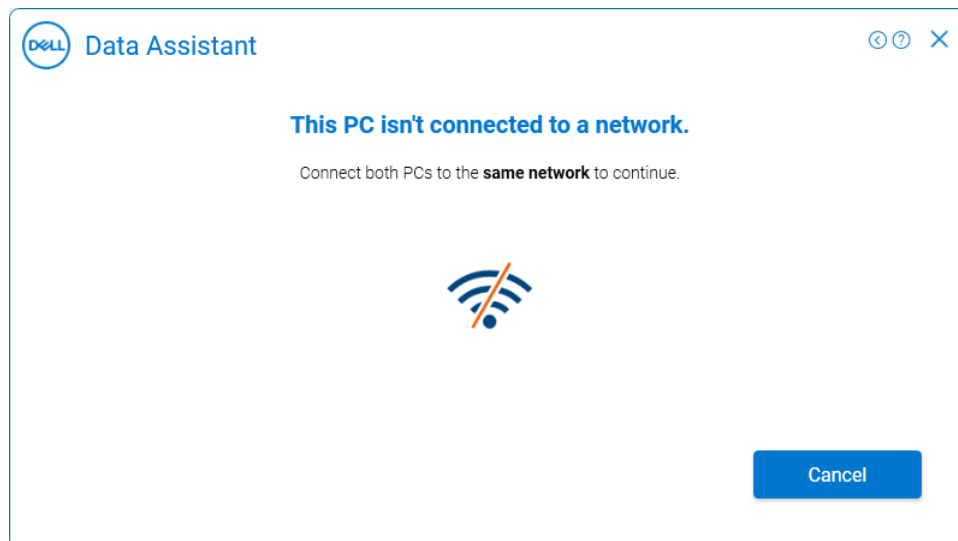 DELL Data Assistant
This PC isn't connected to a network.
Connect both PCs to the same network to continue.
Cancel